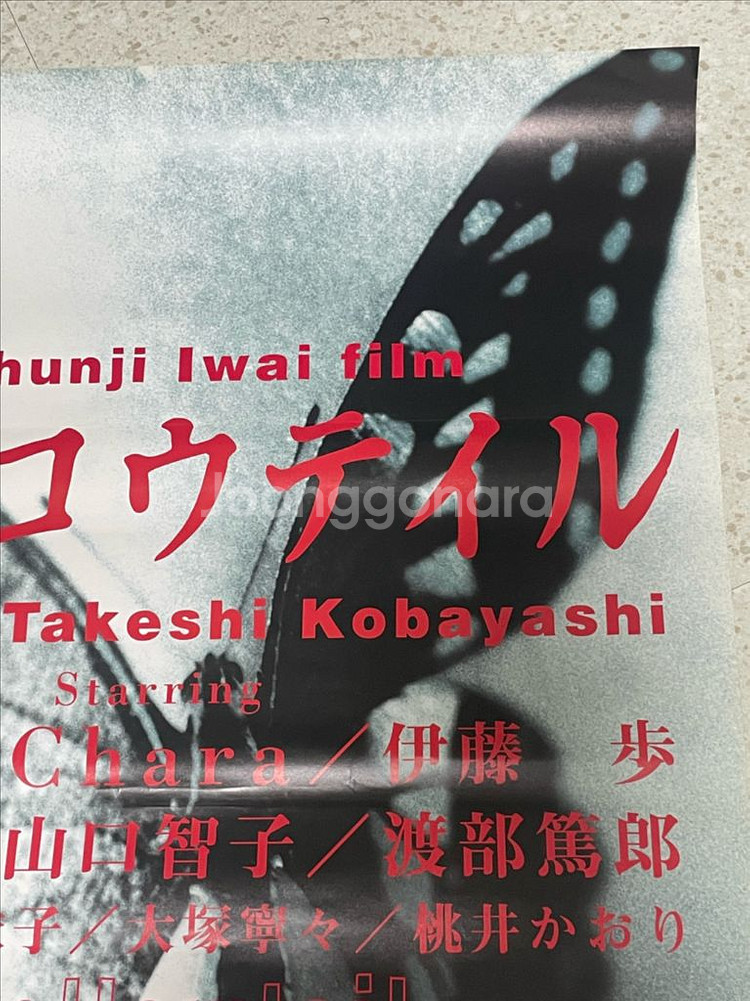 hunji Iwai film
コウテイル
Joonggonara
Takeshi Kobayashi
Starring
Chara／伊藤　歩
山口智子／渡部篤郎
子／大塚寧々／桃井かおり